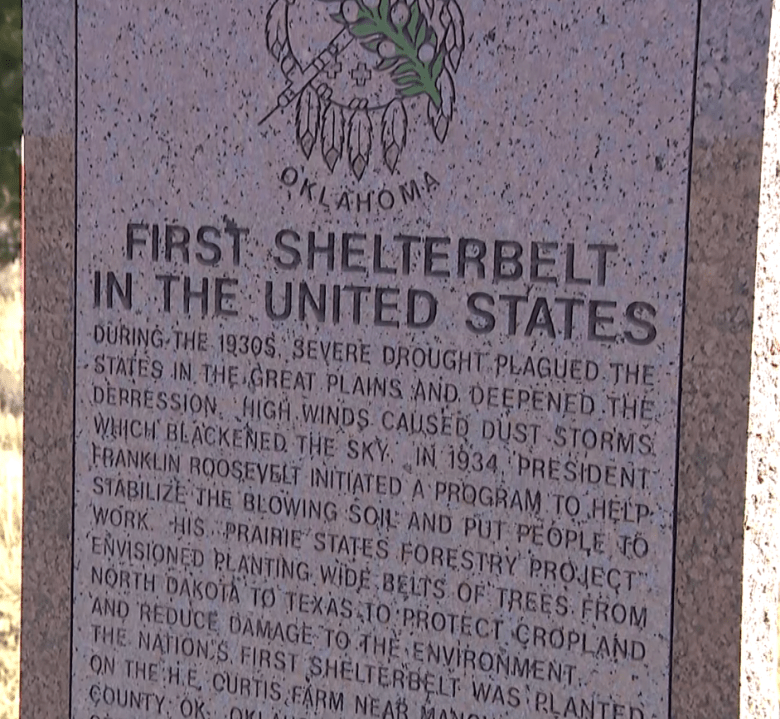 OKLAHOMA
FIRST SHELTERBELT
IN THE UNITED STATES
DURING THE 1930S, SEVERE DROUGHT PLAGUED THE
STATES IN THE GREAT PLAINS AND DEEPENED THE
DEPRESSION. HIGH WINDS CAUSED DUST STORMS
WHICH BLACKENED THE SKY. IN 1934, PRESIDENT
FRANKLIN ROOSEVELT INITIATED A PROGRAM TO HELP
STABILIZE THE BLOWING SOIL AND PUT PEOPLE TO
WORK. HIS "PRAIRIE STATES FORESTRY PROJECT"
ENVISIONED PLANTING WIDE BELTS OF TREES FROM
NORTH DAKOTA TO TEXAS TO PROTECT CROPLAND
AND REDUCE DAMAGE TO THE ENVIRONMENT.
THE NATION'S FIRST SHELTERBELT WAS PLANTED
ON THE H.E. CURTIS FARM NEAR
COUNTY, OK.